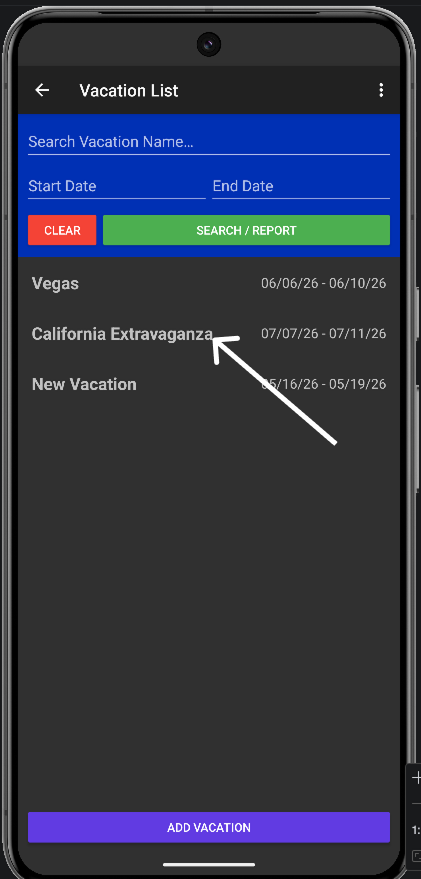 Vacation List
Search Vacation Name...
Start Date End Date
CLEAR SEARCH / REPORT
Vegas 06/06/26 - 06/10/26
California Extravaganza 07/07/26 - 07/11/26
New Vacation 05/16/26 - 05/19/26
ADD VACATION
1: